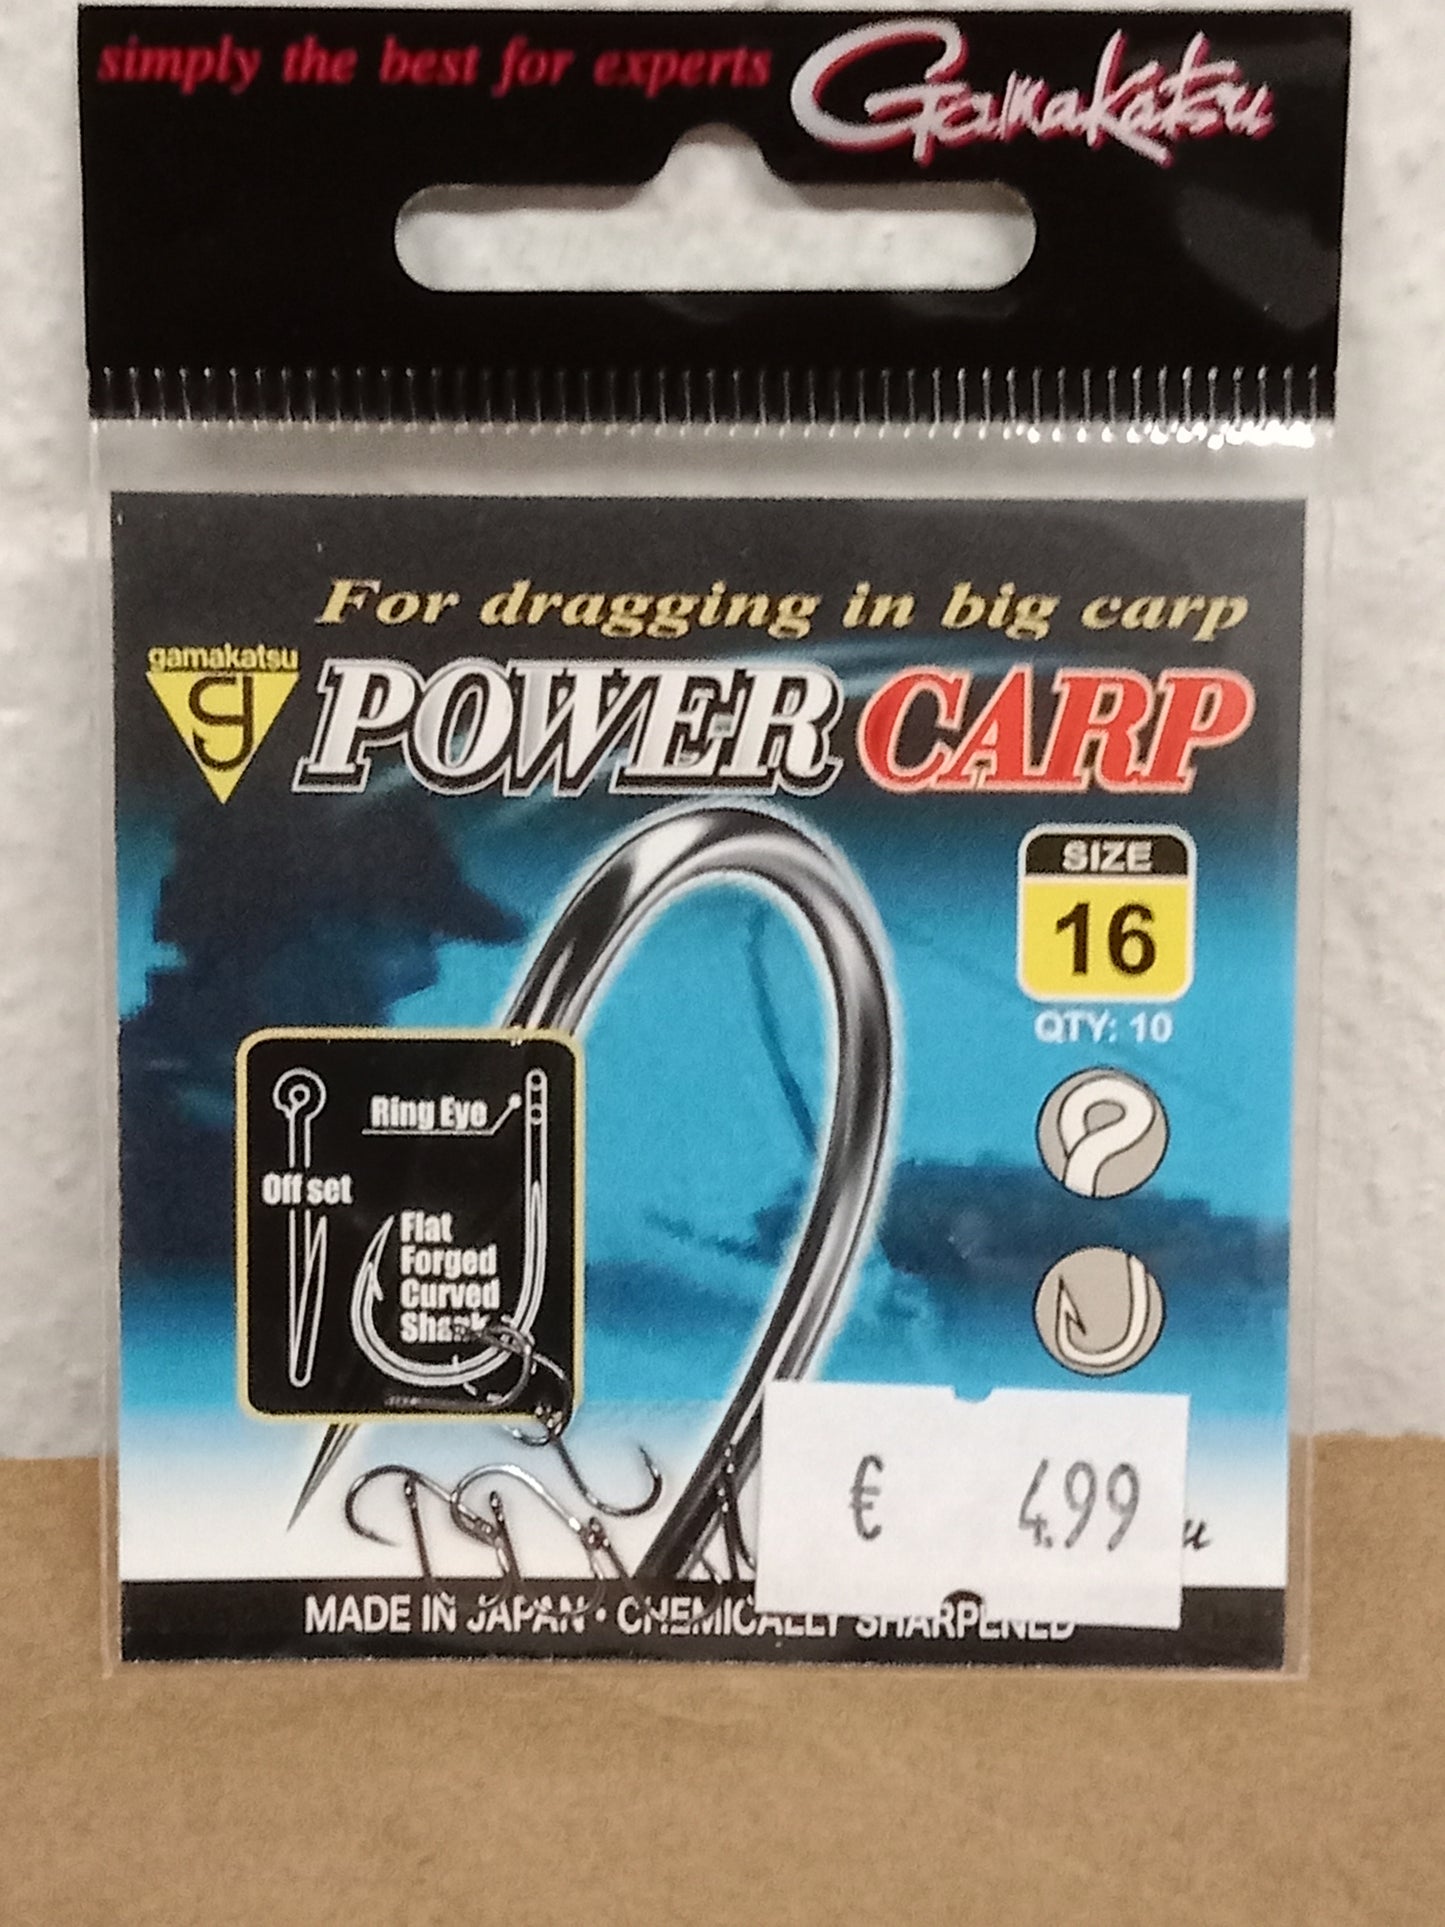 simply the best for experts Gamakatsu
For dragging in big carp
gamakatsu
POWER CARP
SIZE
16
QTY: 10
Ring Eye
Off set
Flat
Forged
Curved
Shank
€ 4.99
MADE IN JAPAN • CHEMICALLY SHARPENED